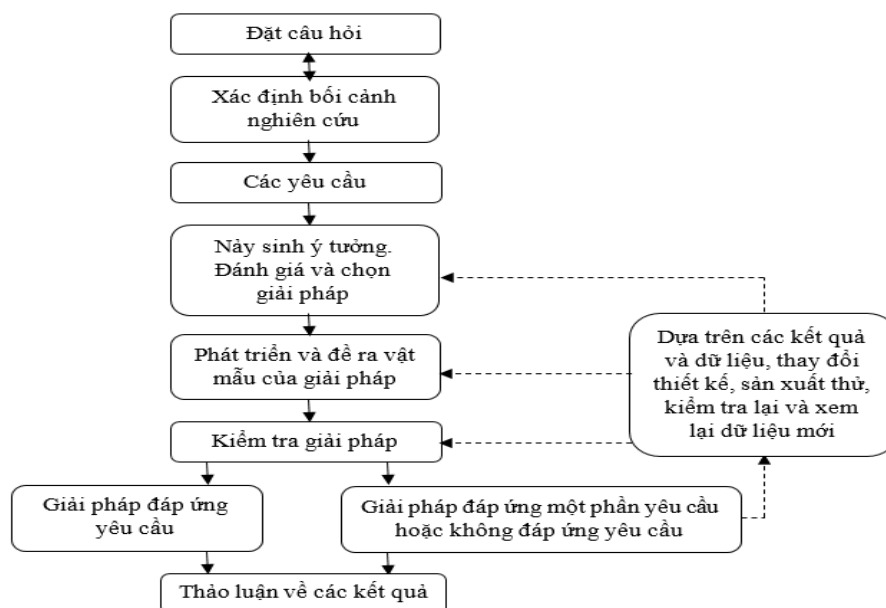 Đặt câu hỏi
Xác định bối cảnh
nghiên cứu
Các yêu cầu
Nảy sinh ý tưởng.
Đánh giá và chọn
giải pháp
Phát triển và đề ra vật
mẫu của giải pháp
Dựa trên các kết quả
và dữ liệu, thay đổi
thiết kế, sản xuất thử,
kiểm tra lại và xem
lại dữ liệu mới
Kiểm tra giải pháp
Giải pháp đáp ứng
yêu cầu
Giải pháp đáp ứng một phần yêu cầu
hoặc không đáp ứng yêu cầu
Thảo luận về các kết quả